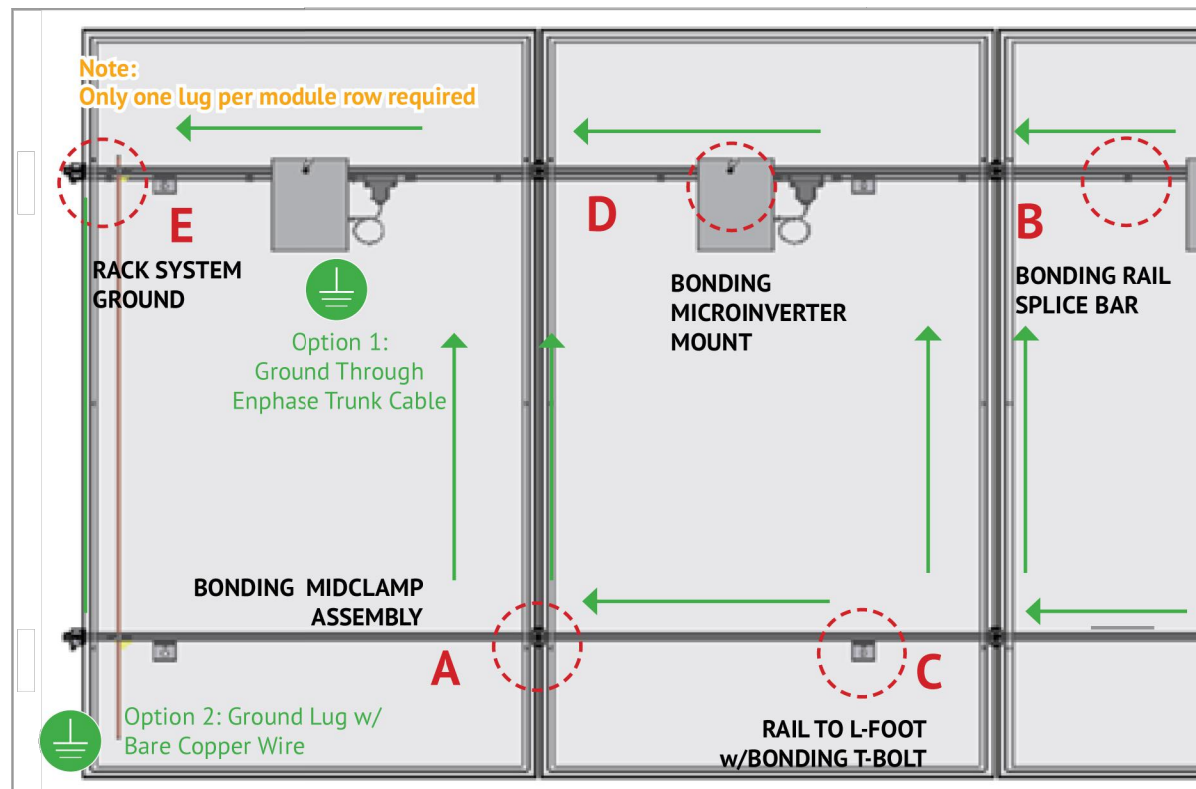 Note:
Only one lug per module row required
E
RACK SYSTEM
GROUND
Option 1:
Ground Through
Enphase Trunk Cable
D
BONDING
MICROINVERTER
MOUNT
B
BONDING RAIL
SPLICE BAR
BONDING MIDCLAMP
ASSEMBLY
A
C
Option 2: Ground Lug w/
Bare Copper Wire
RAIL TO L-FOOT
w/BONDING T-BOLT